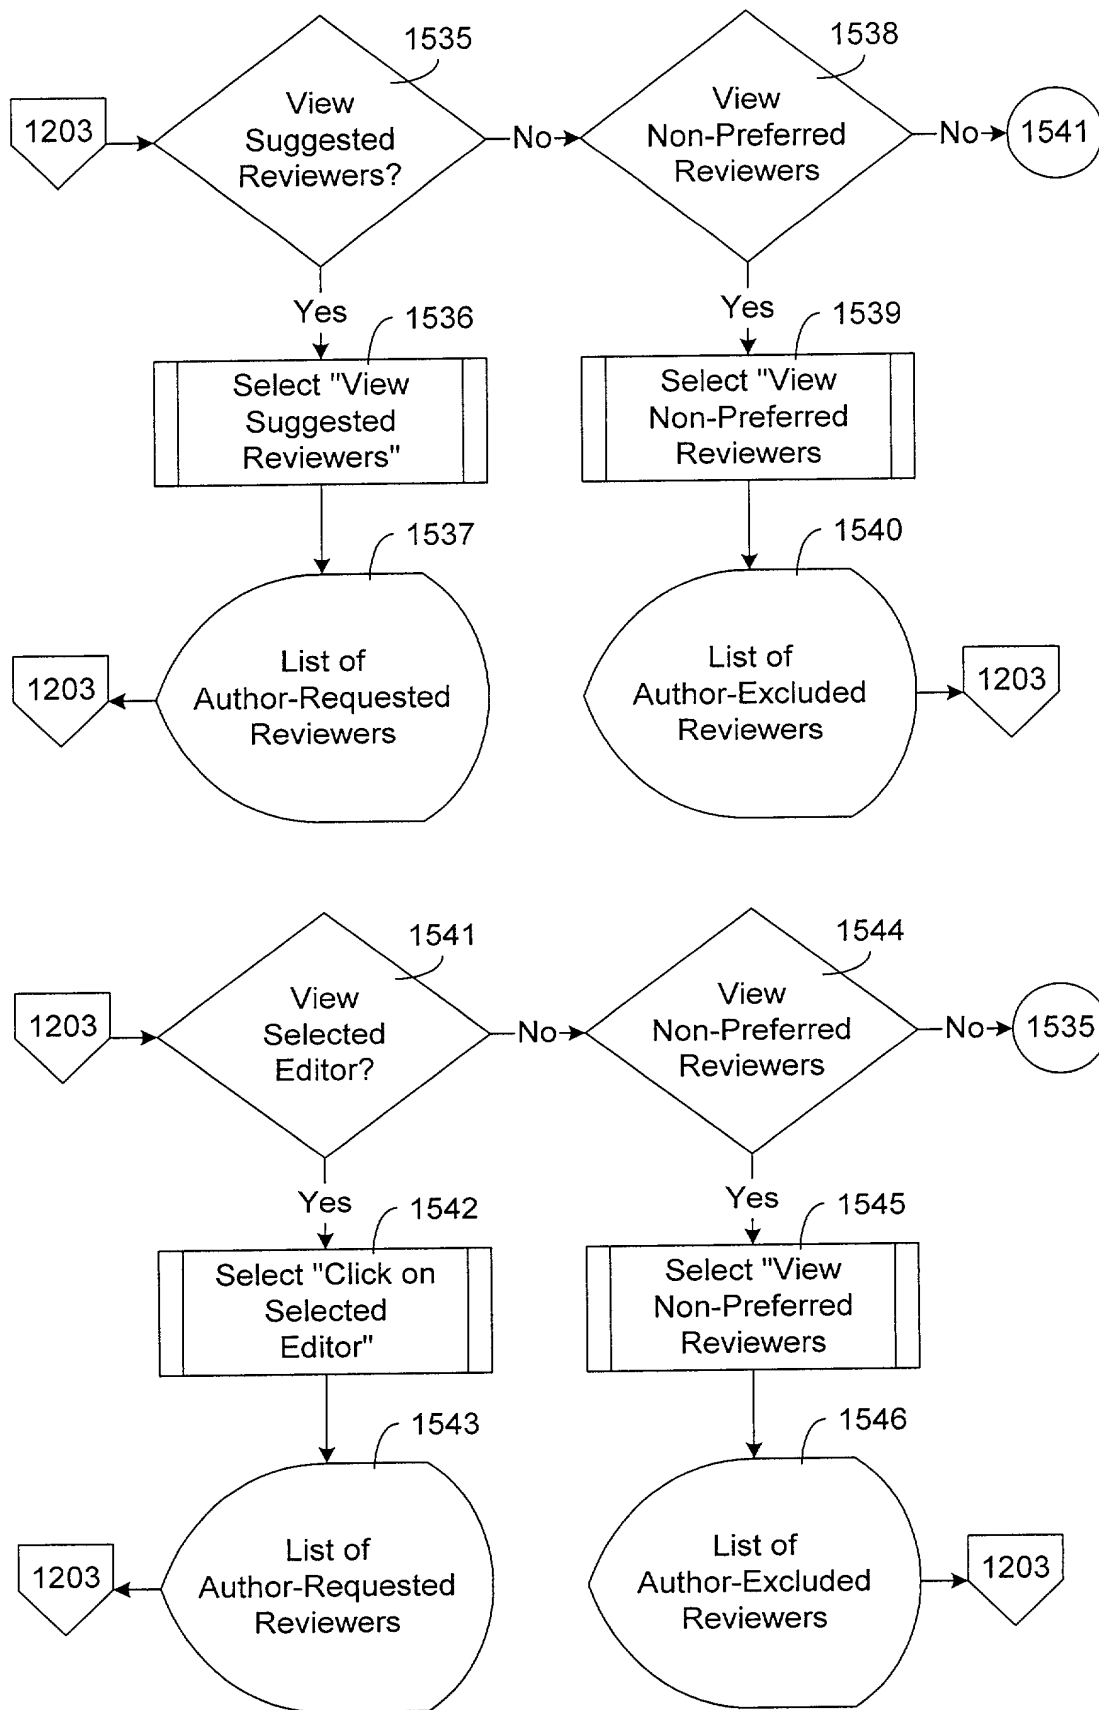 1535
1538
1203
View
Suggested
Reviewers?
No
View
Non-Preferred
Reviewers
No
1541
Yes
1536
Yes
1539
Select "View
Suggested
Reviewers"
Select "View
Non-Preferred
Reviewers
1537
1540
1203
List of
Author-Requested
Reviewers
List of
Author-Excluded
Reviewers
1203
1541
1544
1203
View
Selected
Editor?
No
View
Non-Preferred
Reviewers
No
1535
Yes
1542
Yes
1545
Select "Click on
Selected
Editor"
Select "View
Non-Preferred
Reviewers
1543
1546
1203
List of
Author-Requested
Reviewers
List of
Author-Excluded
Reviewers
1203